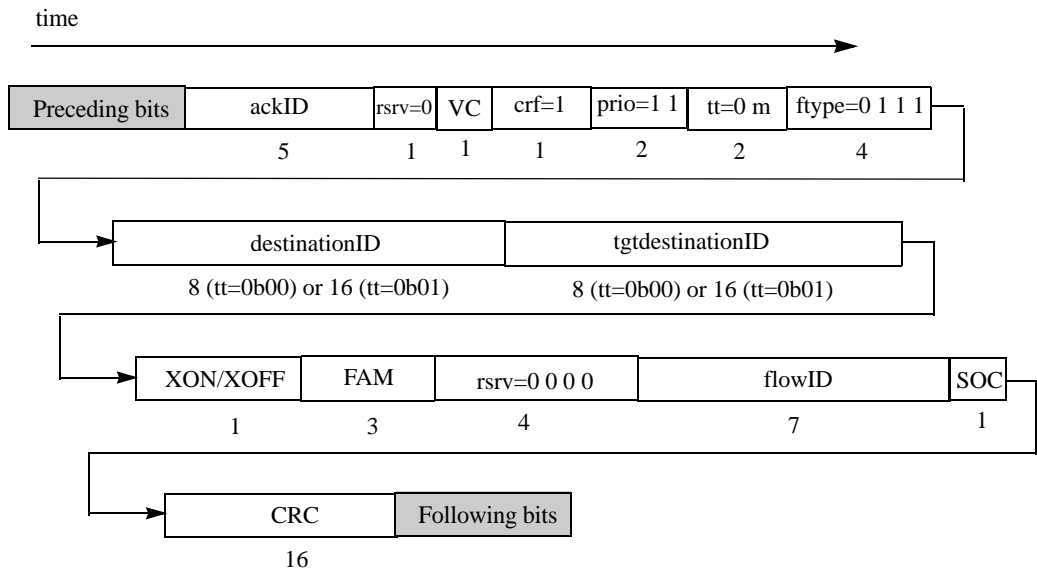 time
Preceding bits ackID rsrv=0 VC crf=1 prio=1 1 tt=0 m ftype=0 1 1 1
5 1 1 1 2 2 4
destinationID tgtdestinationID
8 (tt=0b00) or 16 (tt=0b01) 8 (tt=0b00) or 16 (tt=0b01)
XON/XOFF FAM rsrv=0 0 0 0 flowID SOC
1 3 4 7 1
CRC Following bits
16